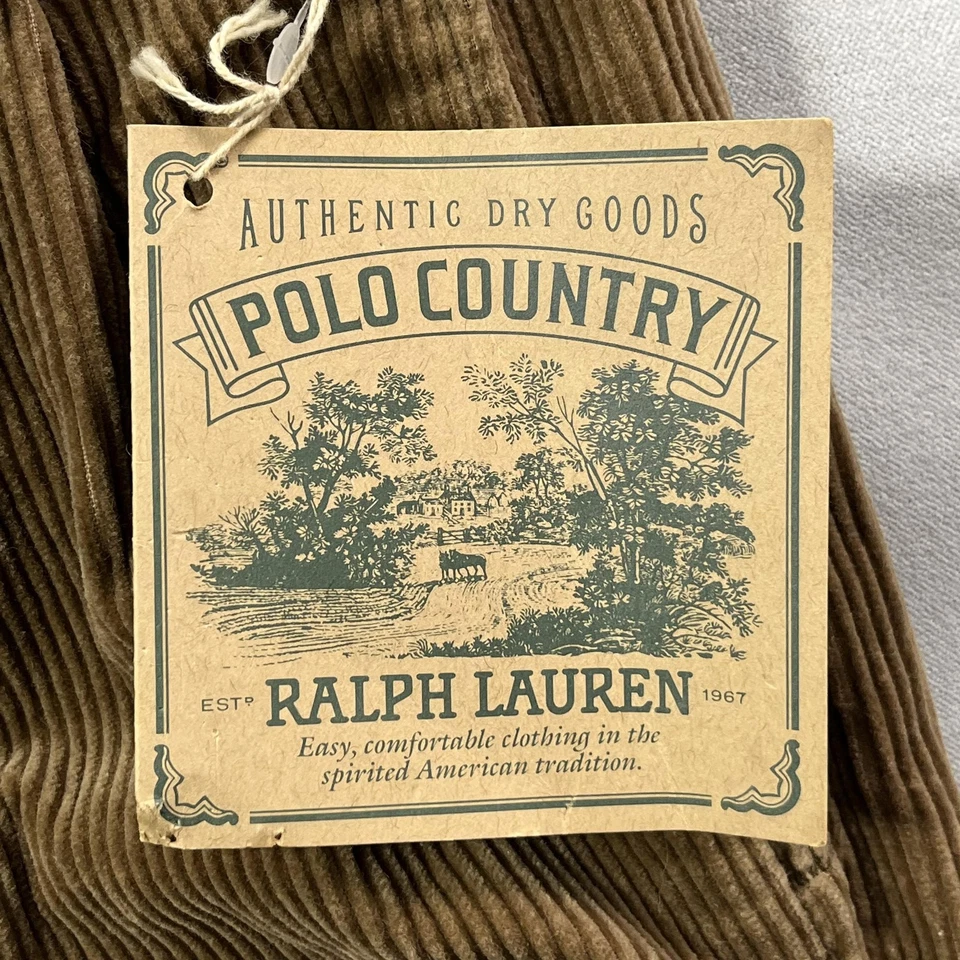 AUTHENTIC DRY GOODS
POLO COUNTRY
ESTD RALPH LAUREN 1967
Easy, comfortable clothing in the
spirited American tradition.